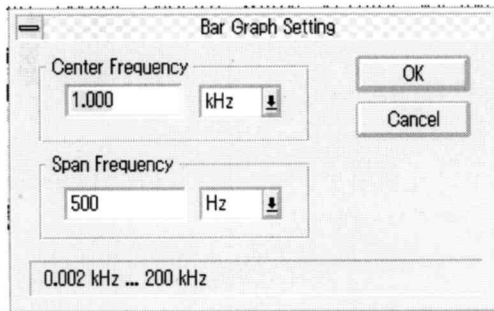 Bar Graph Setting
Center Frequency
1.000 kHz
OK
Cancel
Span Frequency
500 Hz
0.002 kHz ... 200 kHz